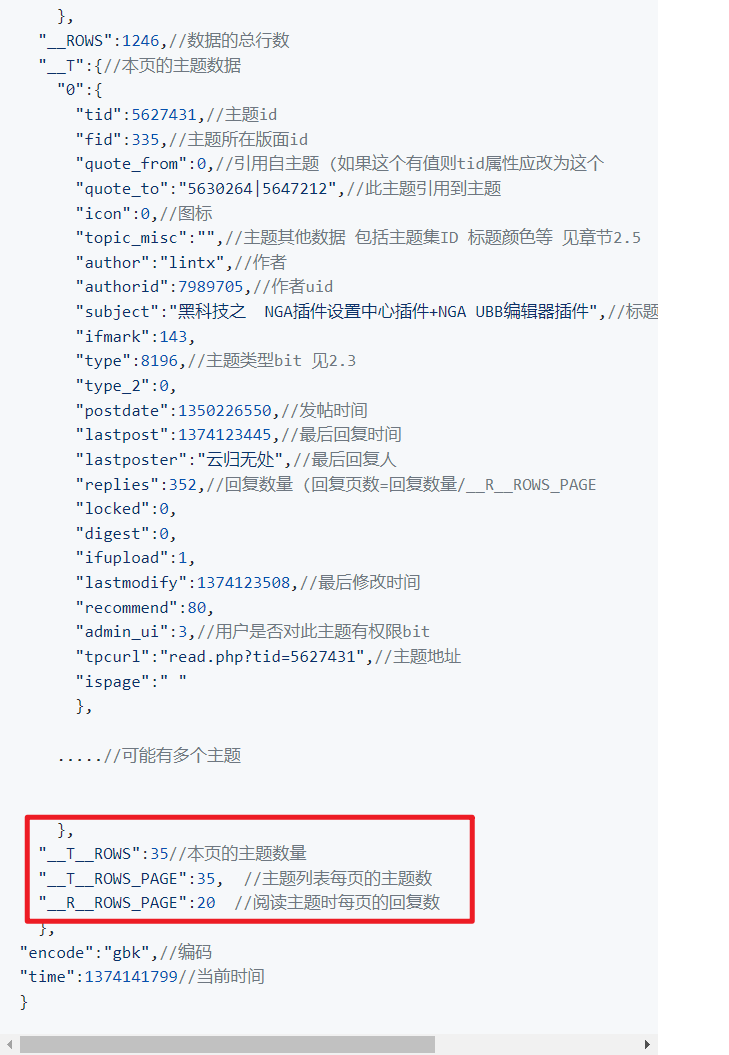 },
"__ROWS":1246,//数据的总行数
"__T":{//本页的主题数据
"0":{
"tid":5627431,//主题id
"fid":335,//主题所在版面id
"quote_from":0,//引用自主题 (如果这个有值则tid属性应改为这个
"quote_to":"5630264|5647212",//此主题引用到主题
"icon":0,//图标
"topic_misc":"",//主题其他数据 包括主题集ID 标题颜色等 见章节2.5
"author":"lintx",//作者
"authorid":7989705,//作者uid
"subject":"黑科技之  NGA插件设置中心插件+NGA UBB编辑器插件",//标题
"ifmark":143,
"type":8196,//主题类型bit 见2.3
"type_2":0,
"postdate":1350226550,//发帖时间
"lastpost":1374123445,//最后回复时间
"lastposter":"云归无处",//最后回复人
"replies":352,//回复数量 (回复页数=回复数量/__R__ROWS_PAGE
"locked":0,
"digest":0,
"ifupload":1,
"lastmodify":1374123508,//最后修改时间
"recommend":80,
"admin_ui":3,//用户是否对此主题有权限bit
"tpcurl":"read.php?tid=5627431",//主题地址
"ispage":" "
},
.....//可能有多个主题
},
"__T__ROWS":35//本页的主题数量
"__T__ROWS_PAGE":35,  //主题列表每页的主题数
"__R__ROWS_PAGE":20  //阅读主题时每页的回复数
},
"encode":"gbk",//编码
"time":1374141799//当前时间
}